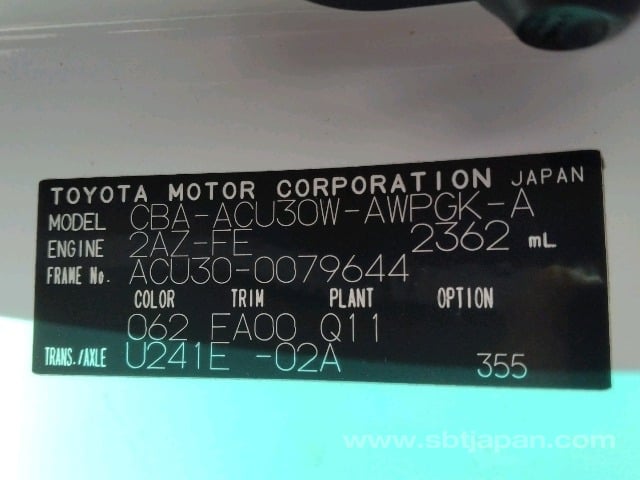 TOYOTA MOTOR CORPORATION JAPAN
MODEL CBA-ACU30W-AWPGK-A
ENGINE 2AZ-FE 2362 mL
FRAME No. ACU30-0079644
COLOR TRIM PLANT OPTION
062 FA00 Q11
TRANS./AXLE U241E -02A 355
www.sbtjapan.com